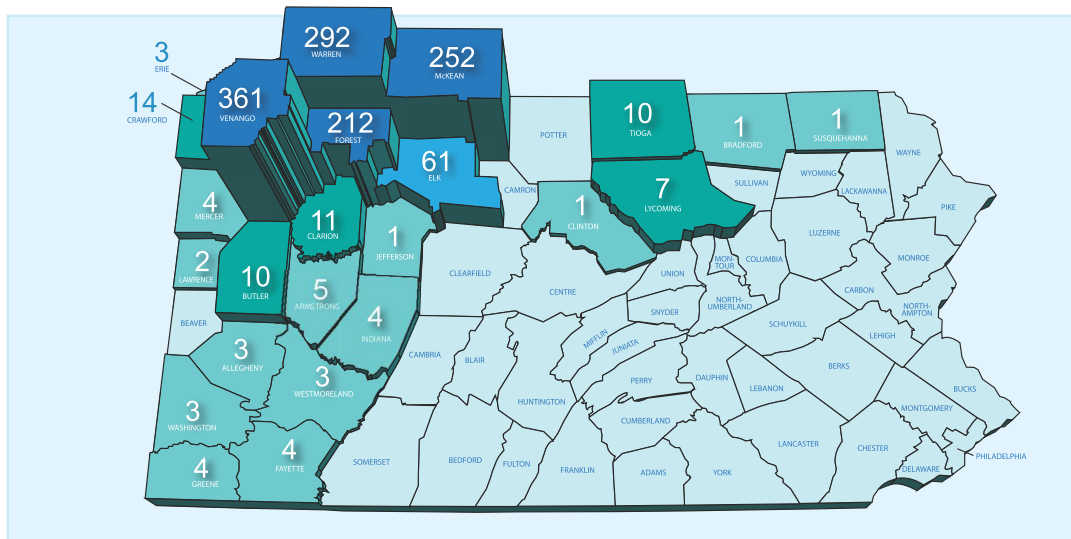 292
WARREN
3
ERIE
252
McKEAN
14
CRAWFORD
361
VENANGO
212
FOREST
10
TIOGA
1
BRADFORD
1
SUSQUEHANNA
POTTER
WAYNE
61
ELK
CAMRON
7
LYCOMING
SULLIVAN
WYOMING
LACKAWANNA
4
MERCER
11
CLARION
1
JEFFERSON
1
CLINTON
PIKE
LUZERNE
2
LAWRENCE
10
BUTLER
5
ARMSTRONG
4
INDIANA
CLEARFIELD
CENTRE
UNION
MON-
TOUR
COLUMBIA
MONROE
CARBON
BEAVER
SNYDER
NORTH-
UMBERLAND
SCHUYKILL
NORTH-
AMPTON
LEHIGH
3
ALLEGHENY
3
WESTMORELAND
CAMBRIA
BLAIR
MIFFLIN
JUNIATA
PERRY
DAUPHIN
LEBANON
BERKS
BUCKS
3
WASHINGTON
HUNTINGTON
CUMBERLAND
MONTGOMERY
4
GREENE
4
FAYETTE
SOMERSET
BEDFORD
FULTON
FRANKLIN
ADAMS
YORK
LANCASTER
CHESTER
DELAWARE
PHILADELPHIA